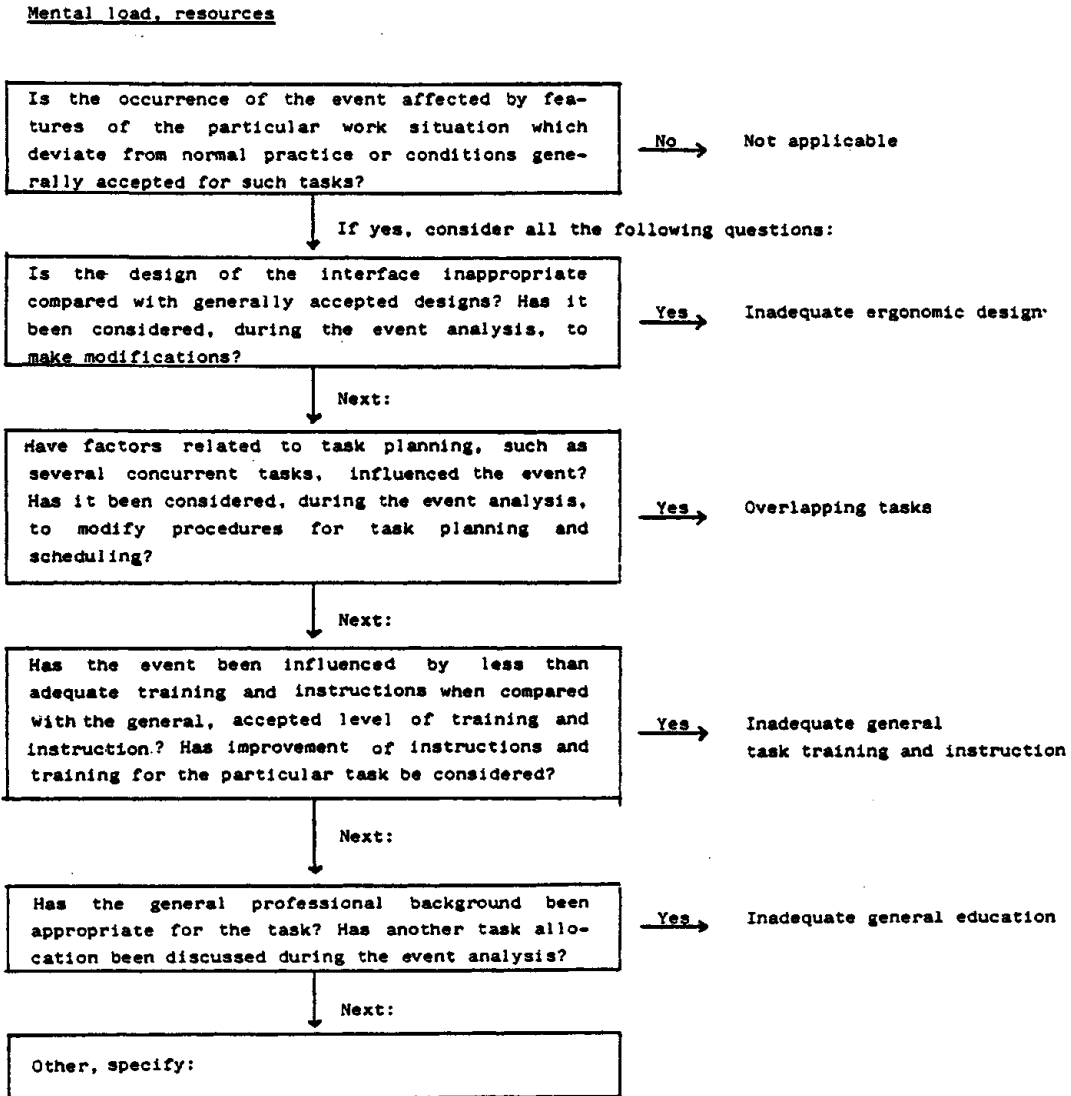 Mental load, resources
Is the occurrence of the event affected by fea-
tures of the particular work situation which
deviate from normal practice or conditions gene-
rally accepted for such tasks?
No
Not applicable
If yes, consider all the following questions:
Is the design of the interface inappropriate
compared with generally accepted designs? Has it
been considered, during the event analysis, to
make modifications?
Yes
Inadequate ergonomic design
Next:
Have factors related to task planning, such as
several concurrent tasks, influenced the event?
Has it been considered, during the event analysis,
to modify procedures for task planning and
scheduling?
Yes
Overlapping tasks
Next:
Has the event been influenced by less than
adequate training and instructions when compared
with the general, accepted level of training and
instruction.? Has improvement of instructions and
training for the particular task be considered?
Yes
Inadequate general
task training and instruction
Next:
Has the general professional background been
appropriate for the task? Has another task allo-
cation been discussed during the event analysis?
Yes
Inadequate general education
Next:
Other, specify: